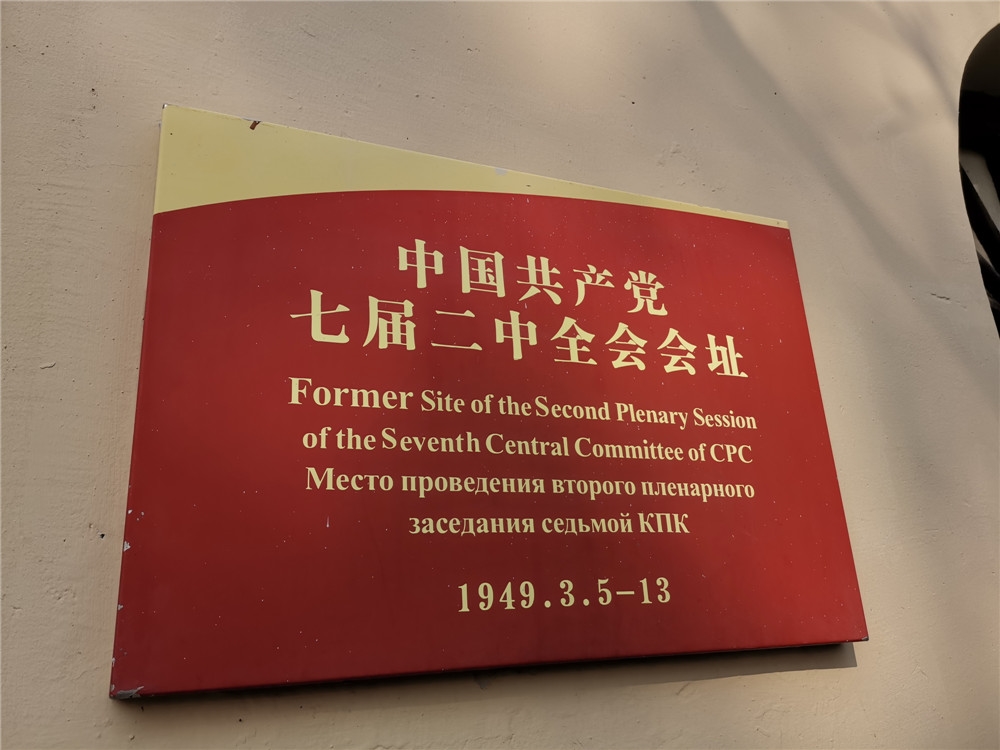 中国共产党
七届二中全会会址
Former Site of the Second Plenary Session
of the Seventh Central Committee of CPC
Место проведения второго пленарного
заседания седьмой КПК
1949.3.5-13